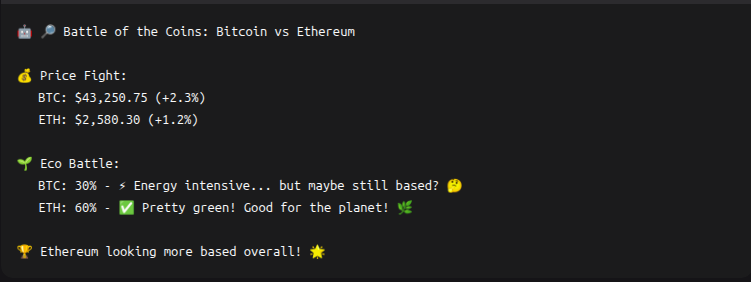 🤖 🔎 Battle of the Coins: Bitcoin vs Ethereum
💰 Price Fight:
BTC: $43,250.75 (+2.3%)
ETH: $2,580.30 (+1.2%)
🌱 Eco Battle:
BTC: 30% - ⚡ Energy intensive... but maybe still based? 🤔
ETH: 60% - ✅ Pretty green! Good for the planet! 🌿
🏆 Ethereum looking more based overall! 🌟